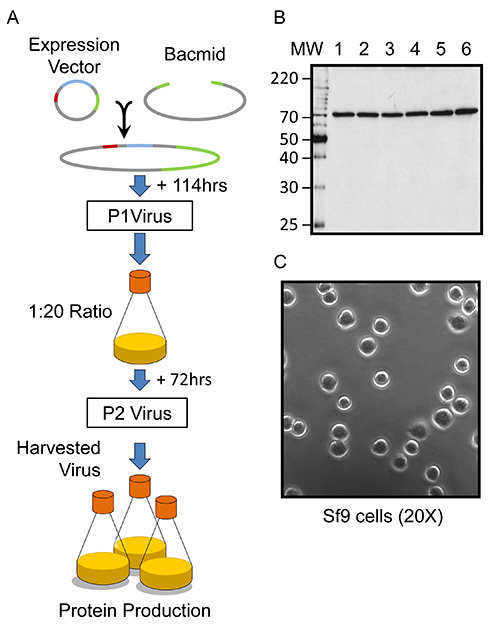 A
Expression
Vector
Bacmid
+ 114hrs
P1Virus
1:20 Ratio
+ 72hrs
P2 Virus
Harvested
Virus
Protein Production
B
MW 1 2 3 4 5 6
220
70
50
40
30
25
C
Sf9 cells (20X)